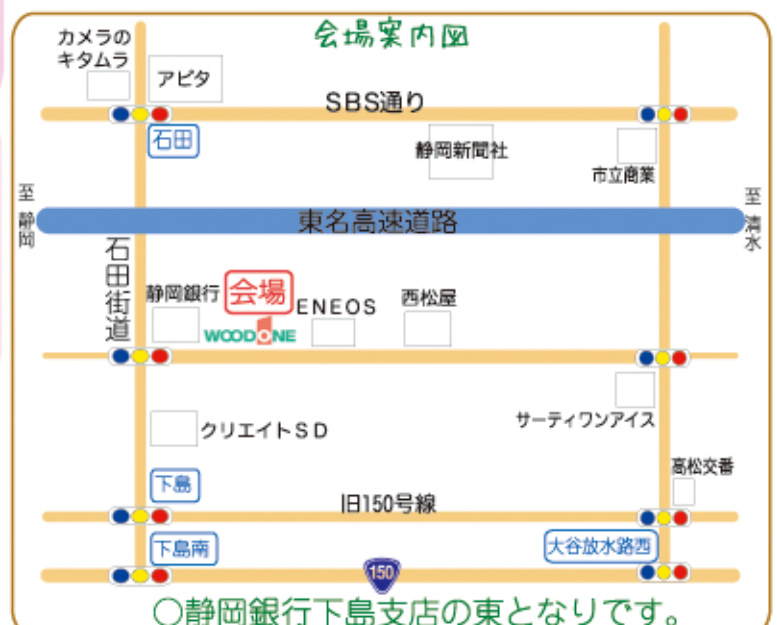 会場案内図
カメラの
キタムラ
アピタ
SBS通り
石田
静岡新聞社
市立商業
至静岡
東名高速道路
至清水
石田街道
静岡銀行
会場
ENEOS
西松屋
WOODONE
サーティワンアイス
クリエイトSD
高松交番
下島
旧150号線
下島南
大谷放水路西
150
○静岡銀行下島支店の東となりです。